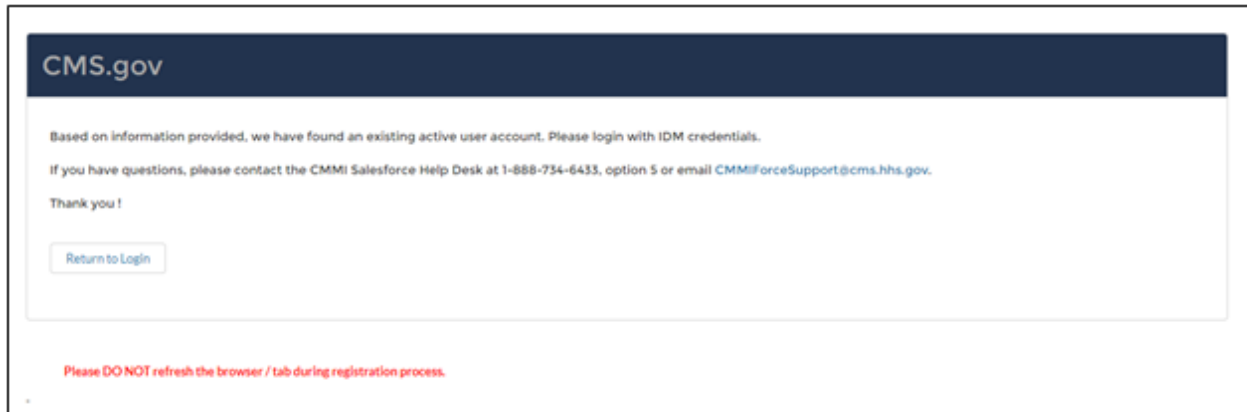 CMS.gov
Based on information provided, we have found an existing active user account. Please login with IDM credentials.
If you have questions, please contact the CMMI Salesforce Help Desk at 1-888-734-6433, option 5 or email CMMIForceSupport@cms.hhs.gov.
Thank you !
Return to Login
Please DO NOT refresh the browser / tab during registration process.